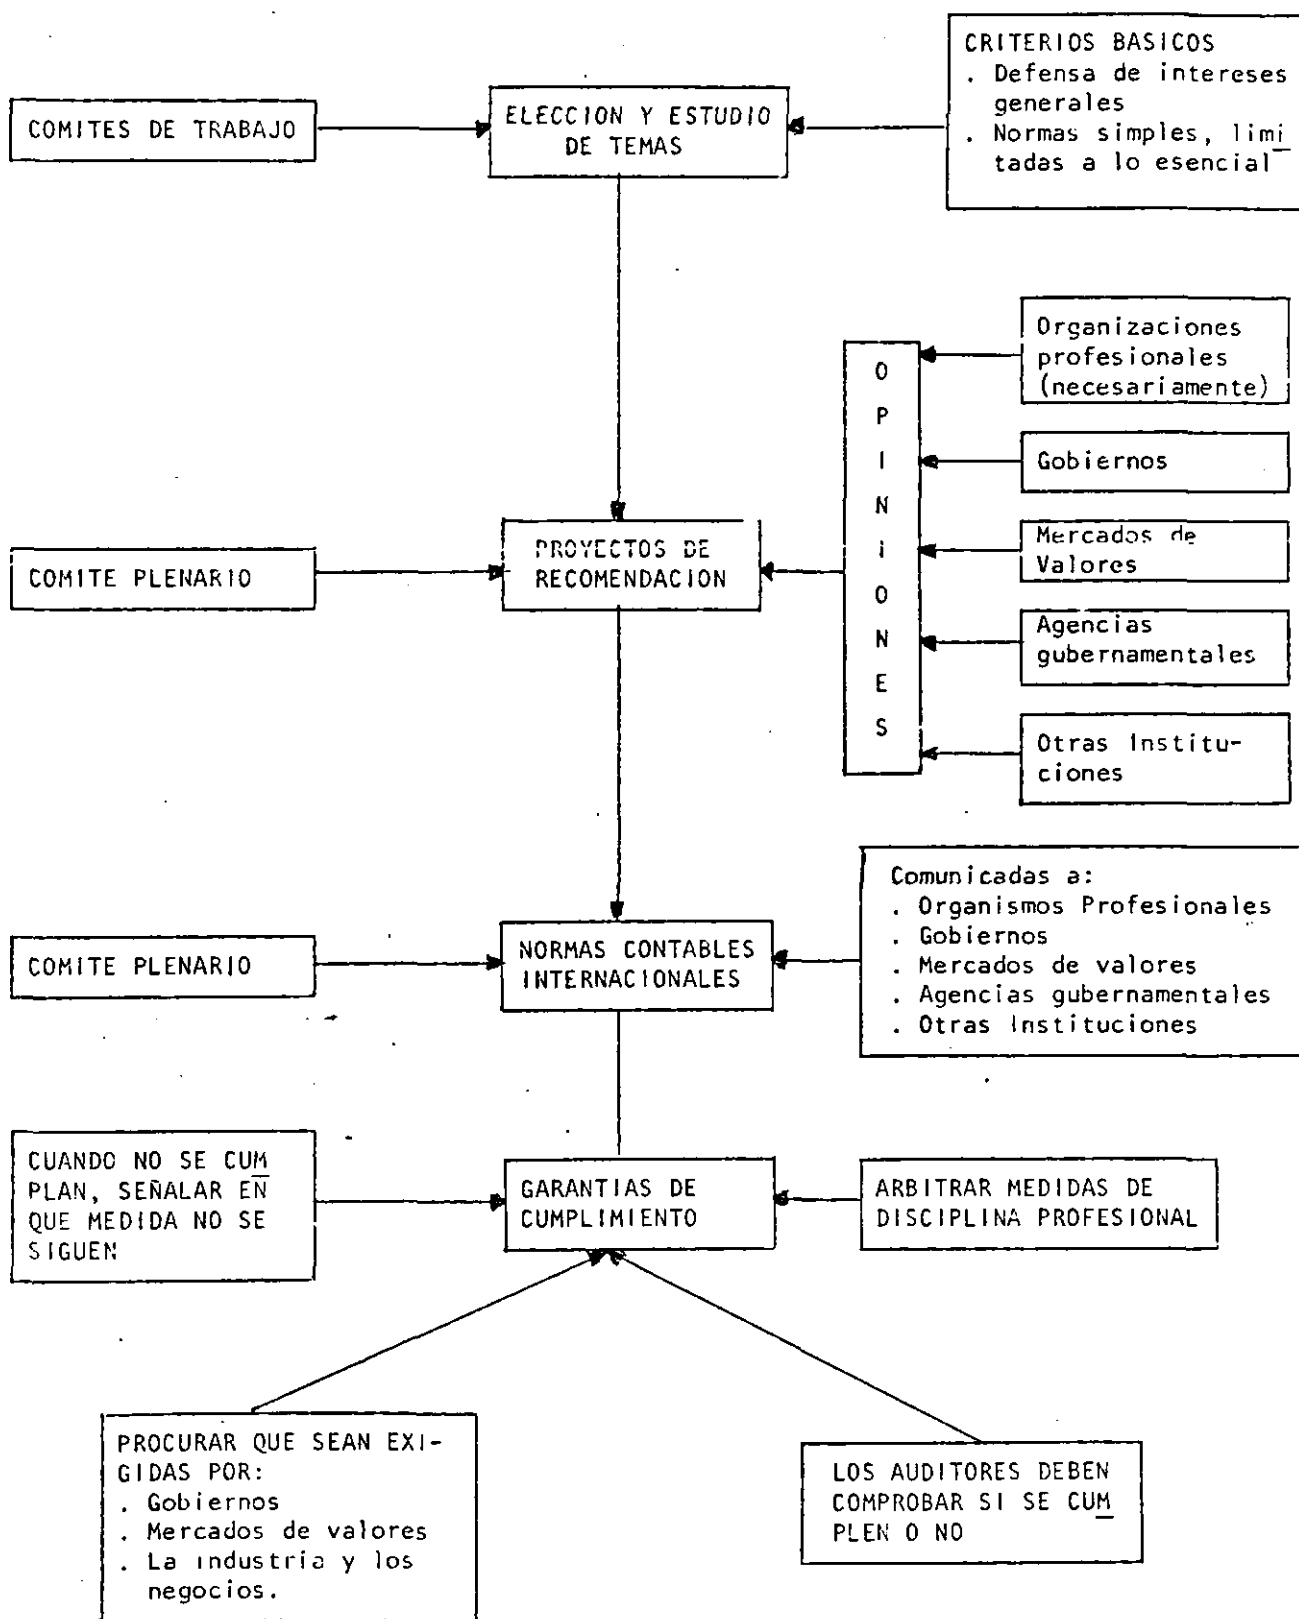 CRITERIOS BASICOS
. Defensa de intereses
generales
. Normas simples, limi
tadas a lo esencial
COMITES DE TRABAJO
ELECCION Y ESTUDIO
DE TEMAS
Organizaciones
profesionales
(necesariamente)
Gobiernos
Mercados de
Valores
Agencias
gubernamentales
Otras Institu-
ciones
O
P
I
N
I
O
N
E
S
COMITE PLENARIO
PROYECTOS DE
RECOMENDACION
Comunicadas a:
. Organismos Profesionales
. Gobiernos
. Mercados de valores
. Agencias gubernamentales
. Otras Instituciones
COMITE PLENARIO
NORMAS CONTABLES
INTERNACIONALES
CUANDO NO SE CUM
PLAN, SEÑALAR EN
QUE MEDIDA NO SE
SIGUEN
GARANTIAS DE
CUMPLIMIENTO
ARBITRAR MEDIDAS DE
DISCIPLINA PROFESIONAL
PROCURAR QUE SEAN EXI-
GIDAS POR:
. Gobiernos
. Mercados de valores
. La industria y los
negocios.
LOS AUDITORES DEBEN
COMPROBAR SI SE CUM
PLEN O NO